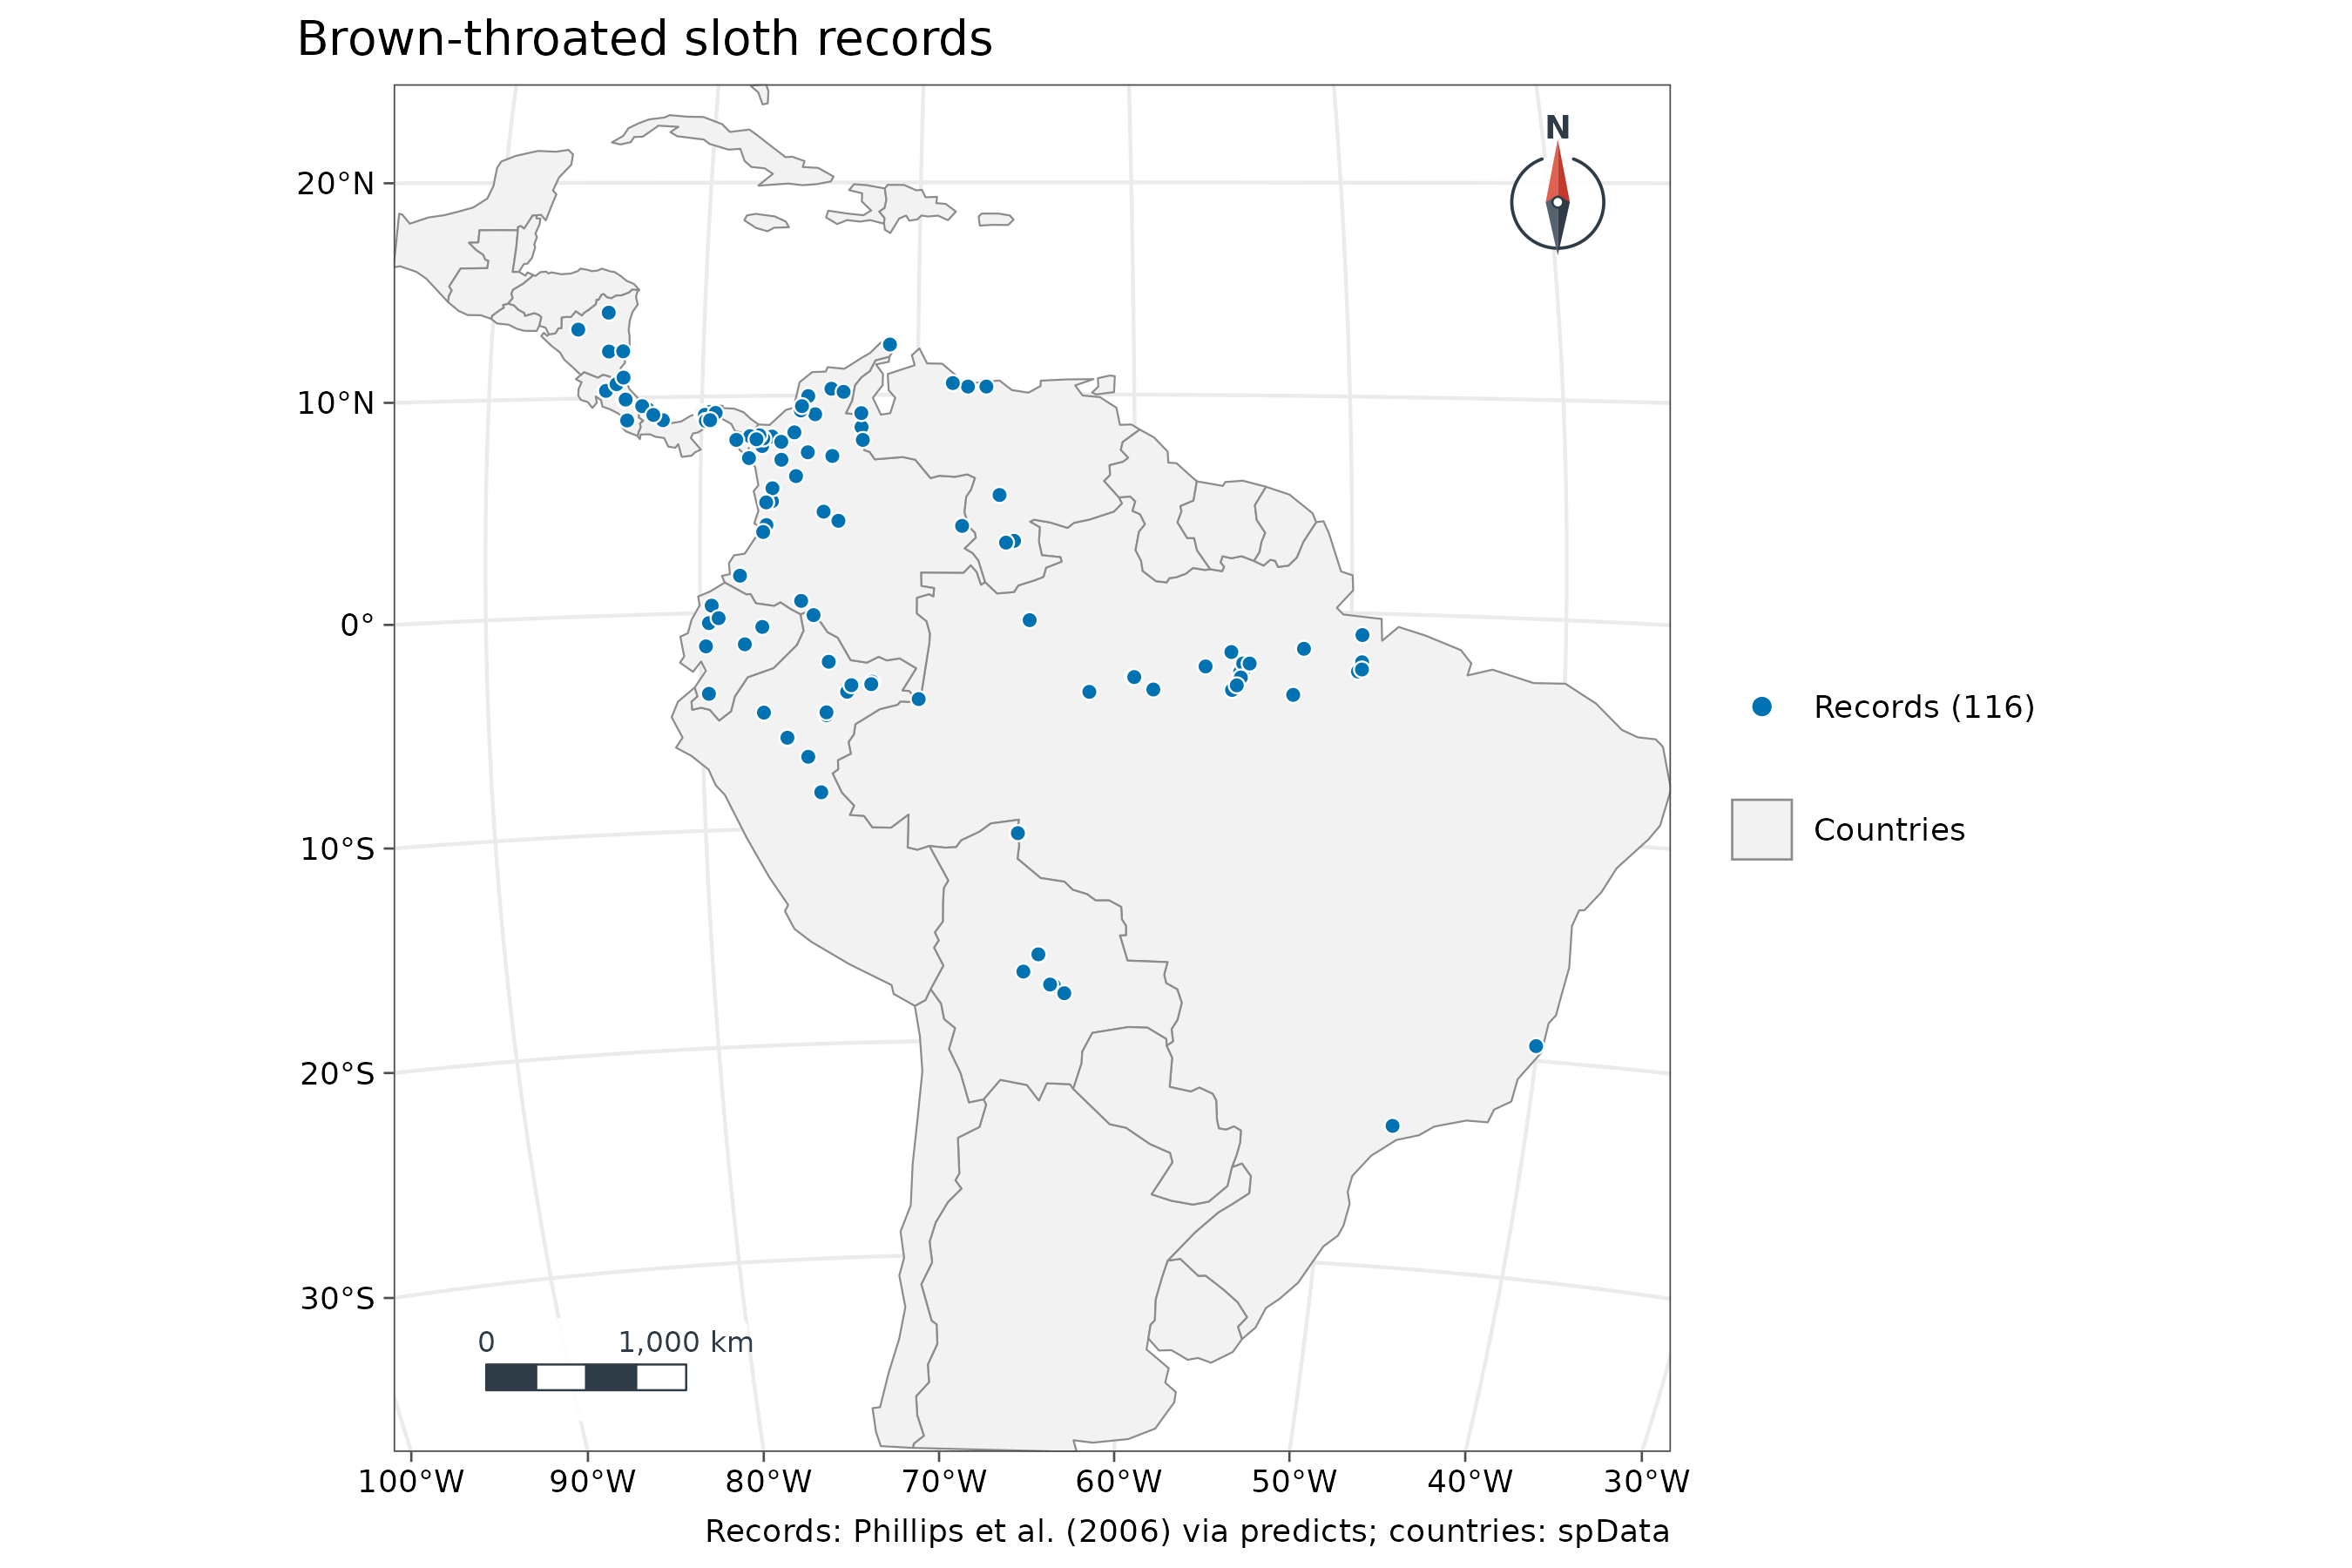 Brown-throated sloth records
N
20°N
10°N
0°
10°S
20°S
30°S
0 1,000 km
100°W 90°W 80°W 70°W 60°W 50°W 40°W 30°W
Records (116)
Countries
Records: Phillips et al. (2006) via predicts; countries: spData